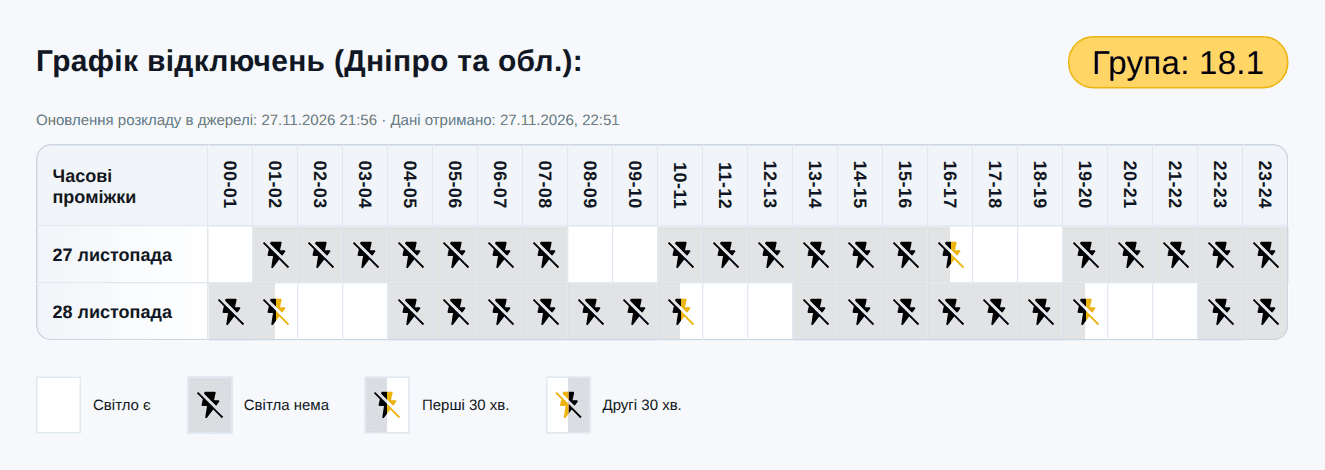 Графік відключень (Дніпро та обл.):
Група: 18.1
Оновлення розкладу в джерелі: 27.11.2026 21:56 · Дані отримано: 27.11.2026, 22:51
Часові
проміжки
00-01
01-02
02-03
03-04
04-05
05-06
06-07
07-08
08-09
09-10
10-11
11-12
12-13
13-14
14-15
15-16
16-17
17-18
18-19
19-20
20-21
21-22
22-23
23-24
27 листопада
28 листопада
Світло є
Світла нема
Перші 30 хв.
Другі 30 хв.